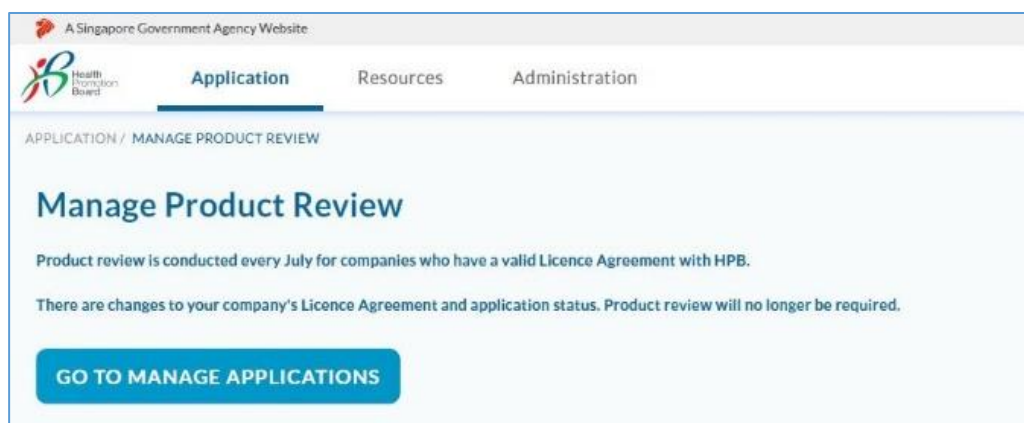 A Singapore Government Agency Website
Health
Promotion
Board
Application
Resources
Administration
APPLICATION / MANAGE PRODUCT REVIEW
Manage Product Review
Product review is conducted every July for companies who have a valid Licence Agreement with HPB.
There are changes to your company's Licence Agreement and application status. Product review will no longer be required.
GO TO MANAGE APPLICATIONS